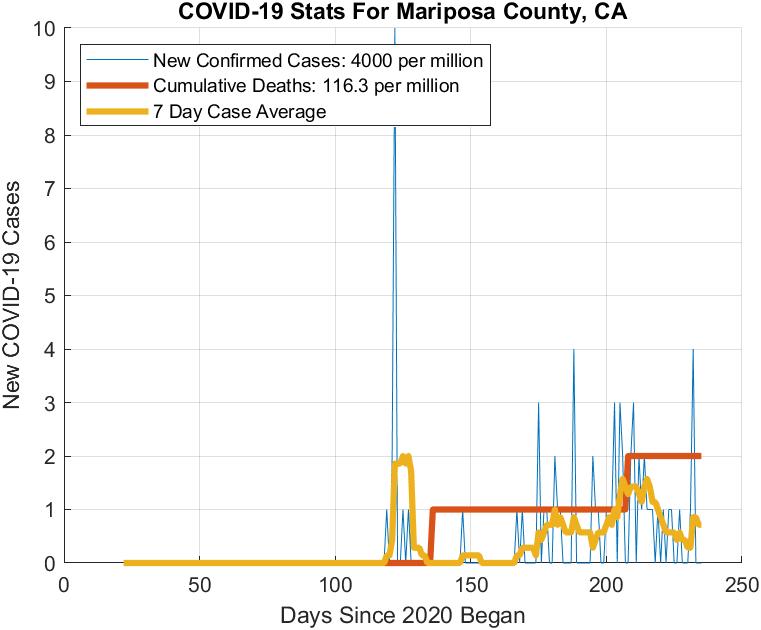 COVID-19 Stats For Mariposa County, CA
10
9
8
7
6
5
4
3
2
1
0
New COVID-19 Cases
New Confirmed Cases: 4000 per million
Cumulative Deaths: 116.3 per million
7 Day Case Average
0 50 100 150 200 250
Days Since 2020 Began